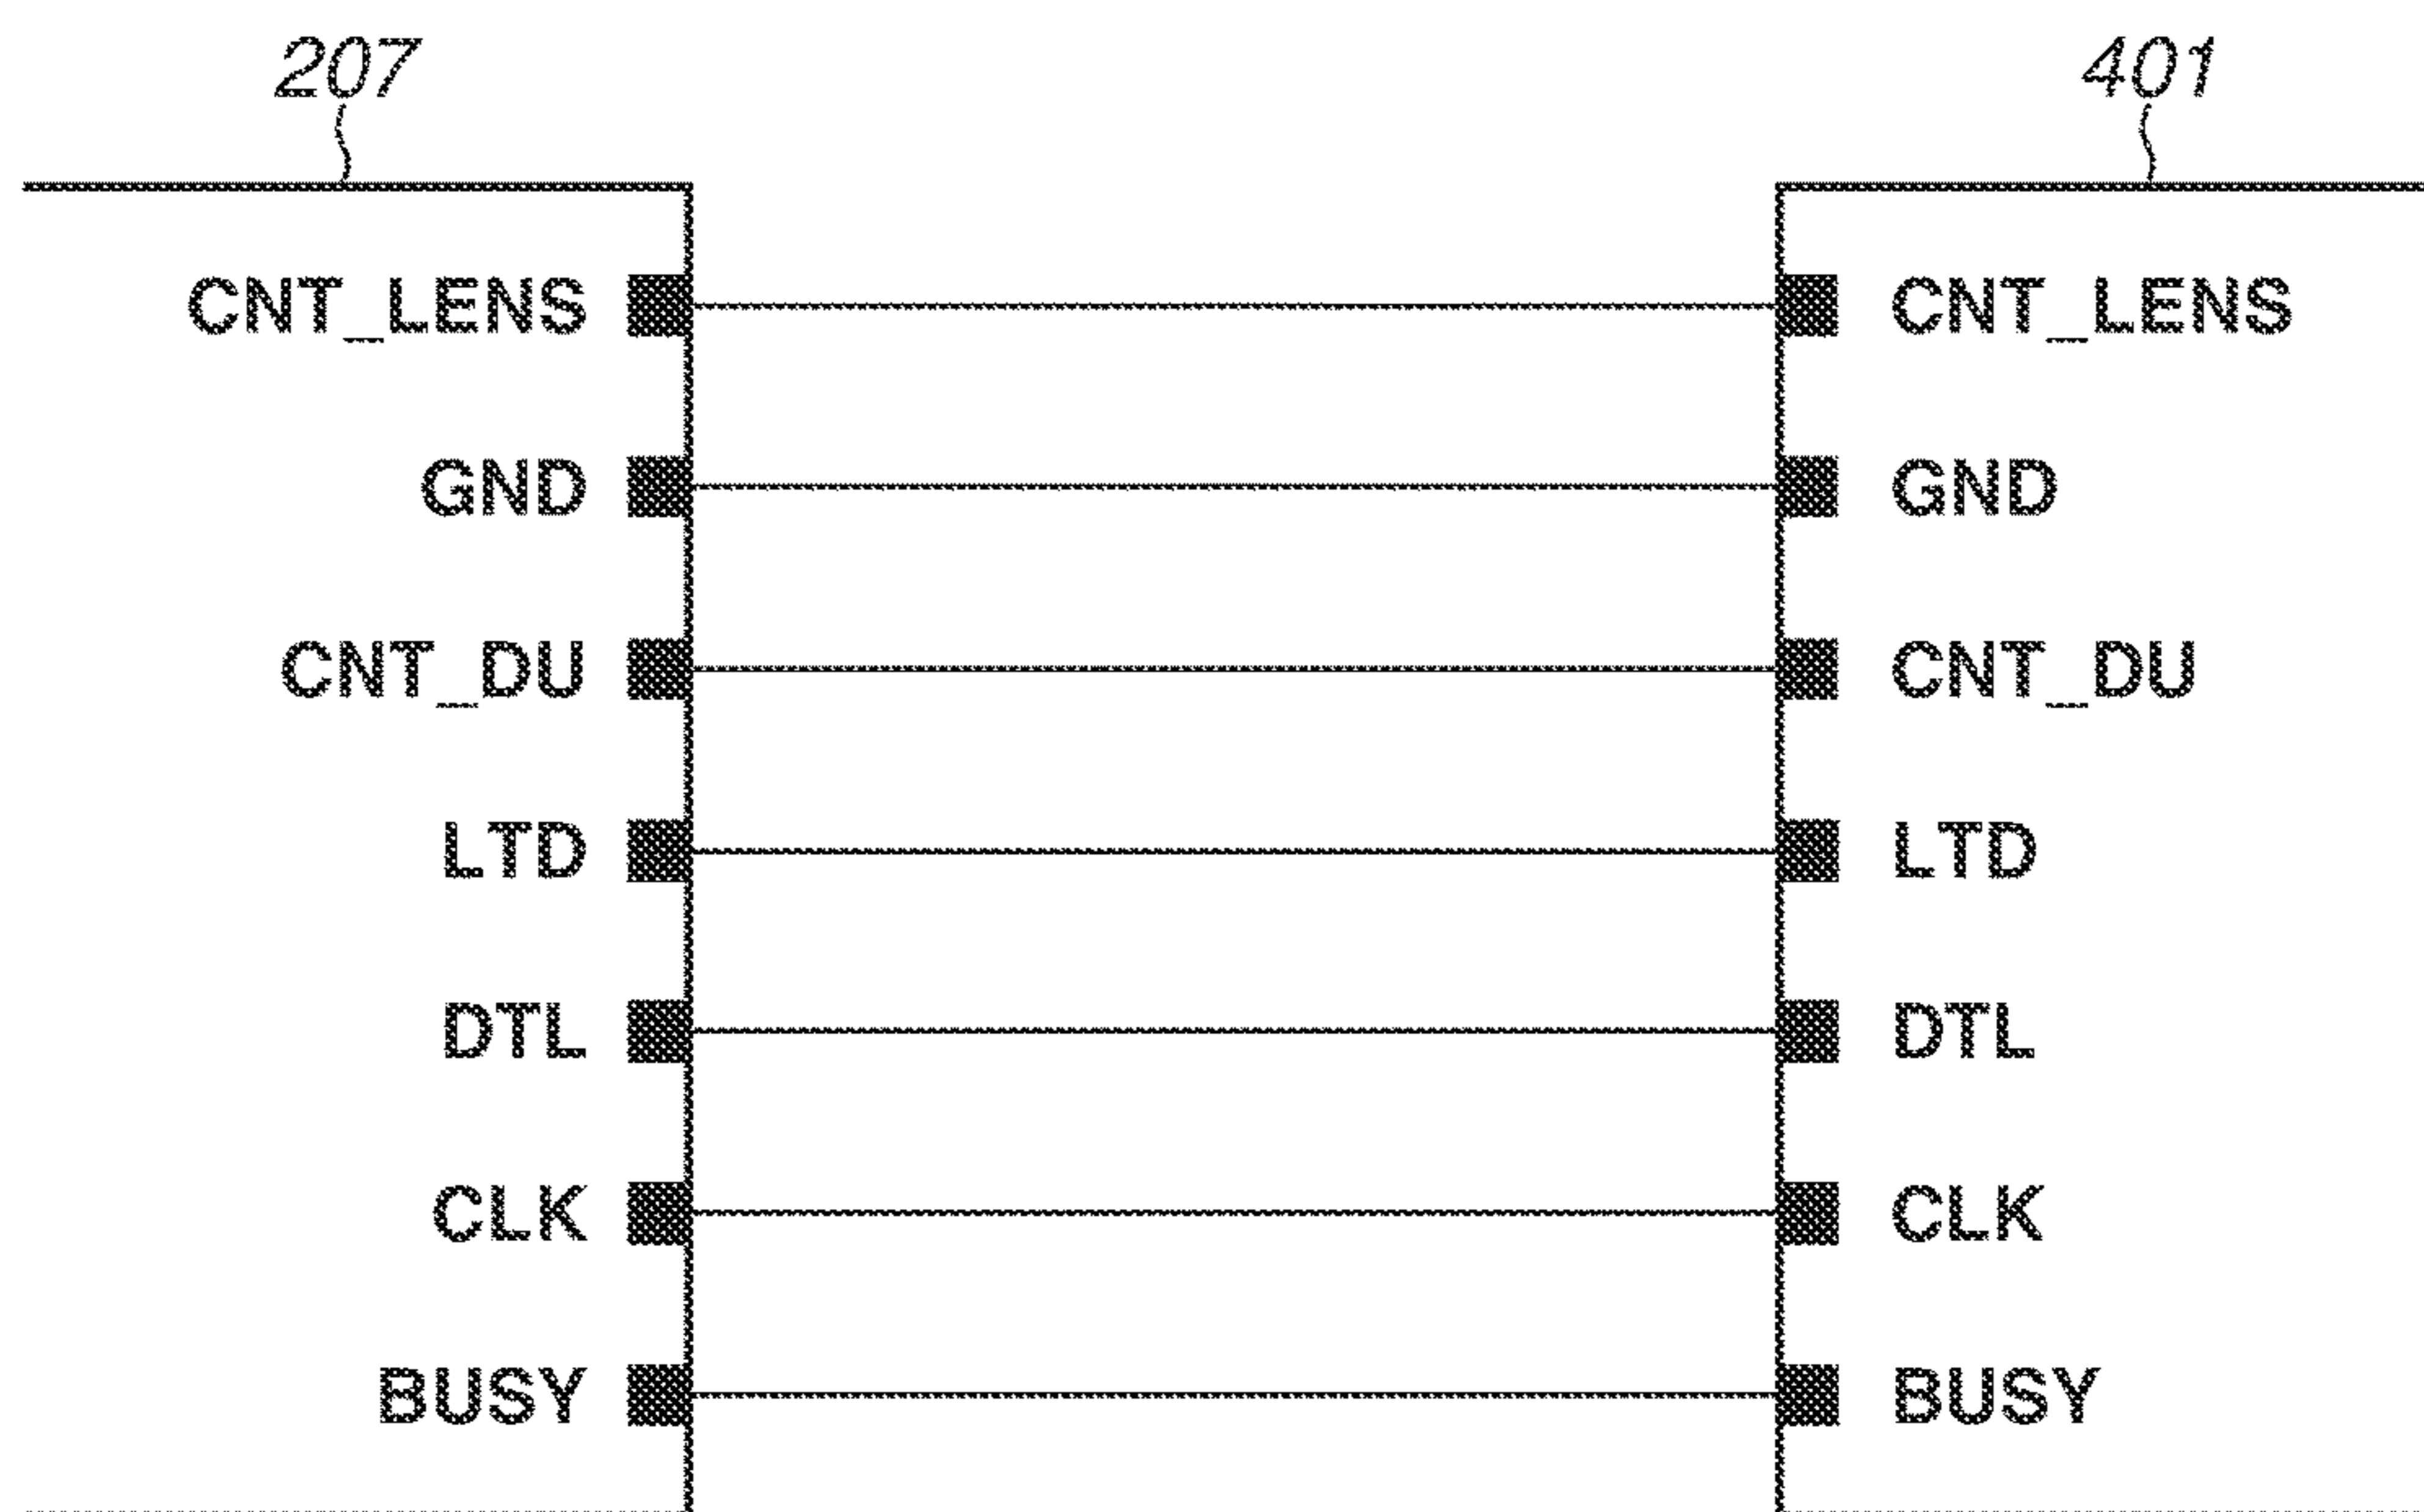 207 401
CNT_LENS CNT_LENS
GND GND
CNT_DU CNT_DU
LTD LTD
DTL DTL
CLK CLK
BUSY BUSY